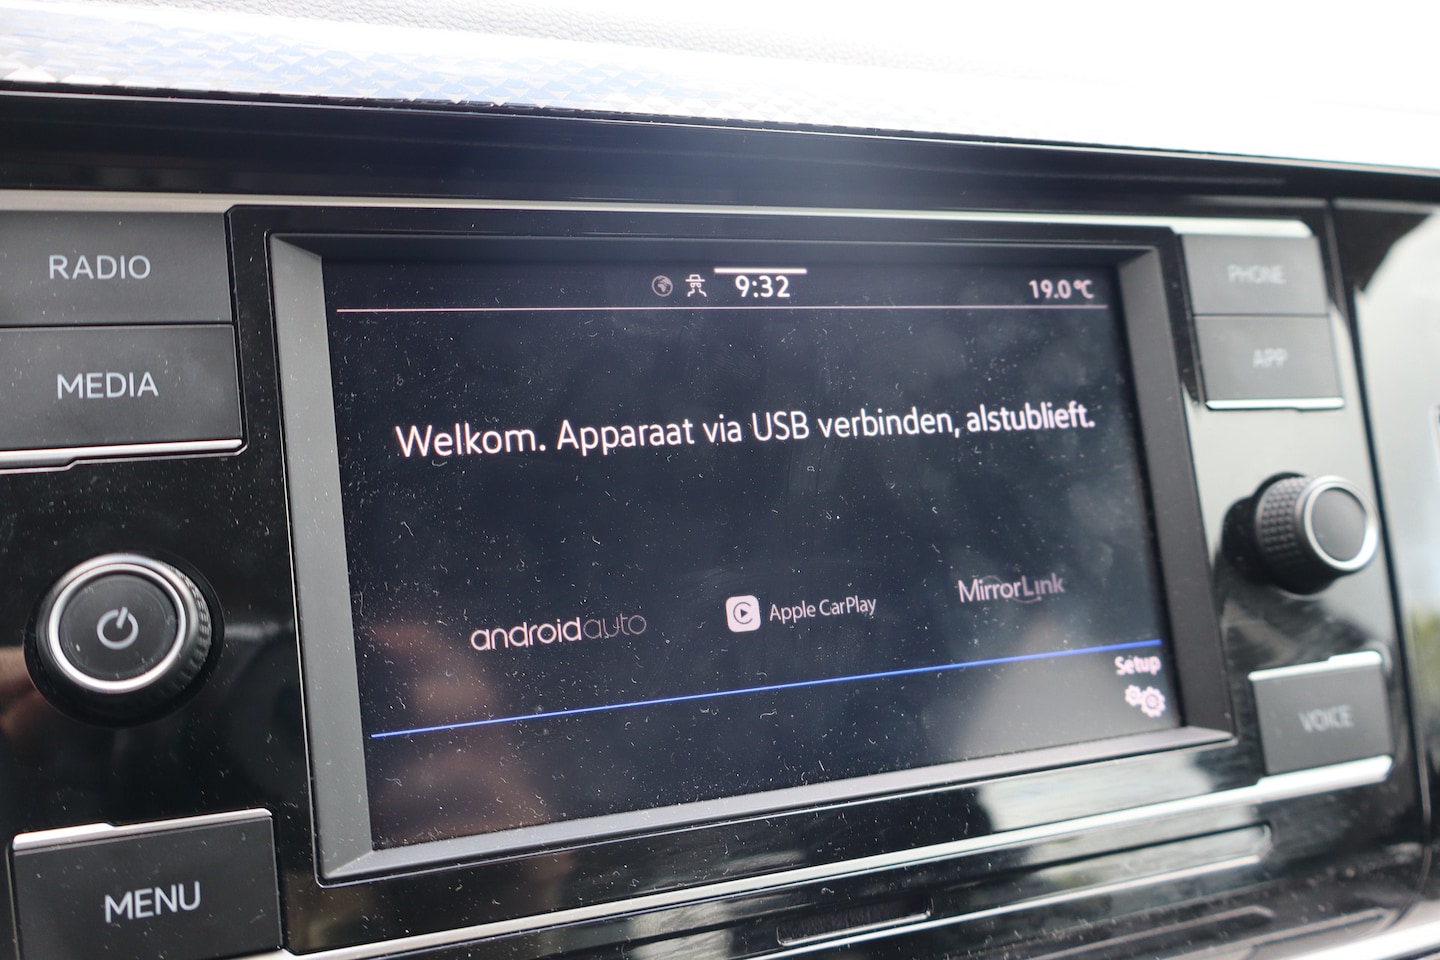 RADIO
MEDIA
MENU
9:32
19.0 °C
Welkom. Apparaat via USB verbinden, alstublieft.
androidauto
Apple CarPlay
MirrorLink
Setup
PHONE
APP
VOICE